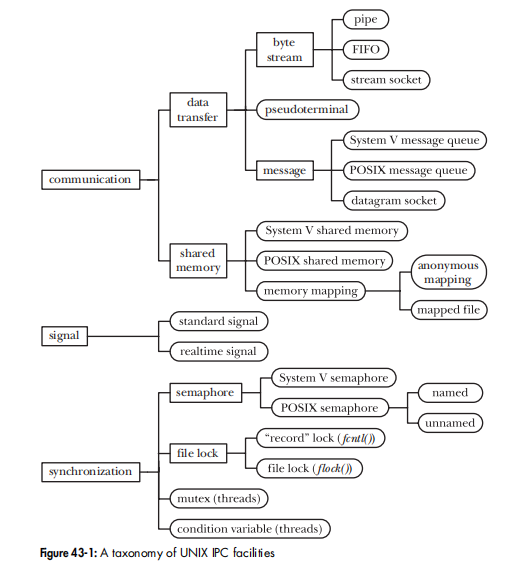 pipe
byte
stream
FIFO
stream socket
data
transfer
pseudoterminal
System V message queue
message
POSIX message queue
datagram socket
communication
System V shared memory
shared
memory
POSIX shared memory
anonymous
mapping
memory mapping
mapped file
standard signal
signal
realtime signal
System V semaphore
semaphore
named
POSIX semaphore
unnamed
“record” lock (fcntl())
file lock
file lock (flock())
synchronization
mutex (threads)
condition variable (threads)
Figure 43-1: A taxonomy of UNIX IPC facilities